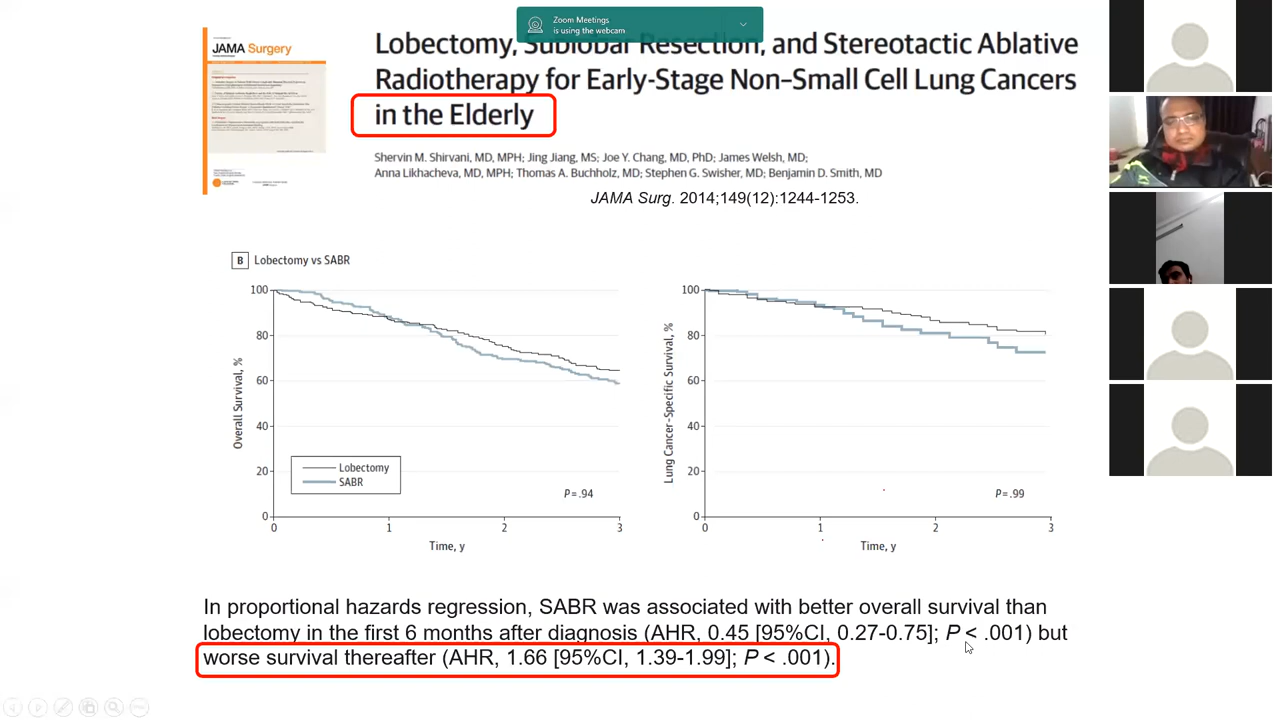 Zoom Meetings
is using the webcam
JAMA Surgery
Lobectomy, Sublobar Resection, and Stereotactic Ablative
Radiotherapy for Early-Stage Non–Small Cell Lung Cancers
in the Elderly
Shervin M. Shirvani, MD, MPH; Jing Jiang, MS; Joe Y. Chang, MD, PhD; James Welsh, MD;
Anna Likhacheva, MD, MPH; Thomas A. Buchholz, MD; Stephen G. Swisher, MD; Benjamin D. Smith, MD
JAMA Surg. 2014;149(12):1244-1253.
B Lobectomy vs SABR
100
80
60
40
20
0
Overall Survival, %
Lobectomy
SABR
P = .94
0 1 2 3
Time, y
100
80
60
40
20
0
Lung Cancer-Specific Survival, %
P = .99
0 1 2 3
Time, y
In proportional hazards regression, SABR was associated with better overall survival than
lobectomy in the first 6 months after diagnosis (AHR, 0.45 [95%CI, 0.27-0.75]; P < .001) but
worse survival thereafter (AHR, 1.66 [95%CI, 1.39-1.99]; P < .001).